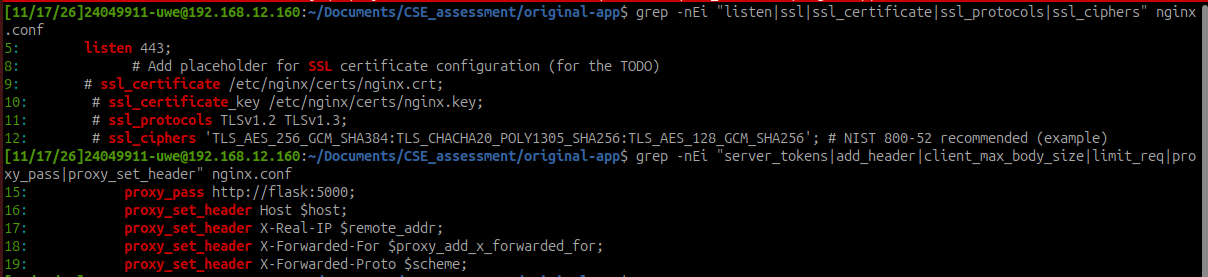 [11/17/26]24049911-uwe@192.168.12.160:~/Documents/CSE_assessment/original-app$ grep -nEi "listen|ssl|ssl_certificate|ssl_protocols|ssl_ciphers" nginx
.conf
5:        listen 443;
8:              # Add placeholder for SSL certificate configuration (for the TODO)
9:        # ssl_certificate /etc/nginx/certs/nginx.crt;
10:        # ssl_certificate_key /etc/nginx/certs/nginx.key;
11:        # ssl_protocols TLSv1.2 TLSv1.3;
12:        # ssl_ciphers 'TLS_AES_256_GCM_SHA384:TLS_CHACHA20_POLY1305_SHA256:TLS_AES_128_GCM_SHA256'; # NIST 800-52 recommended (example)
[11/17/26]24049911-uwe@192.168.12.160:~/Documents/CSE_assessment/original-app$ grep -nEi "server_tokens|add_header|client_max_body_size|limit_req|pro
xy_pass|proxy_set_header" nginx.conf
15:            proxy_pass http://flask:5000;
16:            proxy_set_header Host $host;
17:            proxy_set_header X-Real-IP $remote_addr;
18:            proxy_set_header X-Forwarded-For $proxy_add_x_forwarded_for;
19:            proxy_set_header X-Forwarded-Proto $scheme;